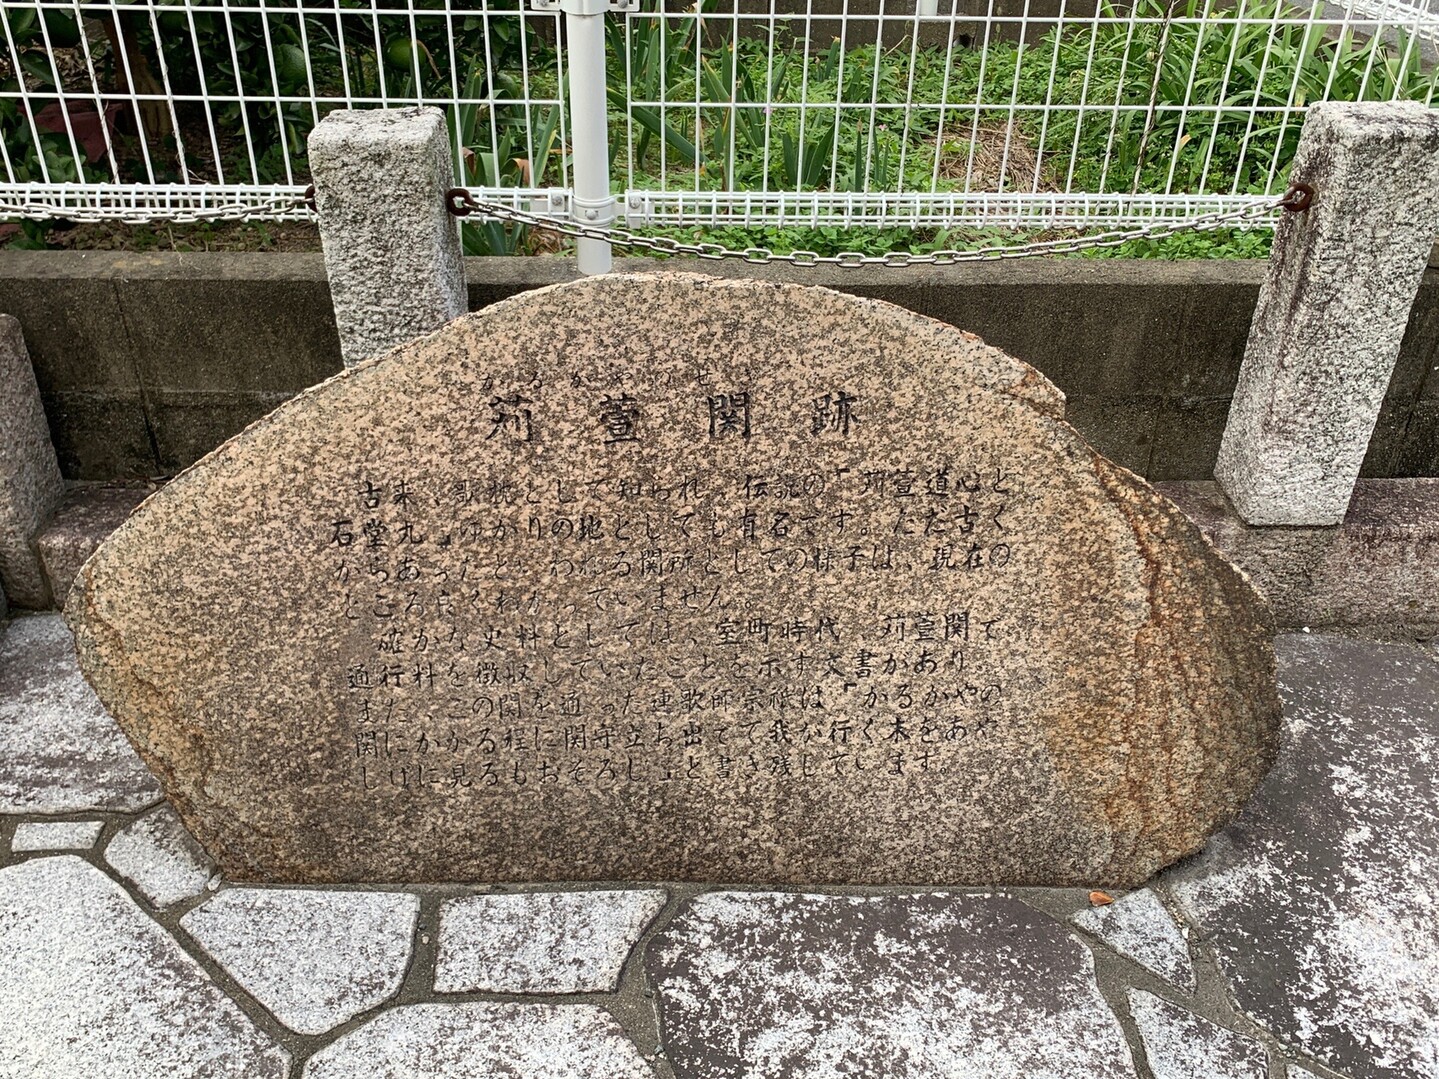 かるかやのせき
苅萱関跡
古来、歌枕として知られ、伝説の「苅萱道心と
石堂丸」ゆかりの地としても有名です。ただ古く
からあったといわれる関所としての様子は、現在の
ところ良くわかっていません。
確かな史料としては、室町時代、苅萱関で、
通行料を徴収していたことを示す文書があり、
また、この関を通った連歌師宗祇は「かるかやの
関にかかる程に関守立ち出でて我が行く末をあや
しげに見るもおそろし」と書き残しています。